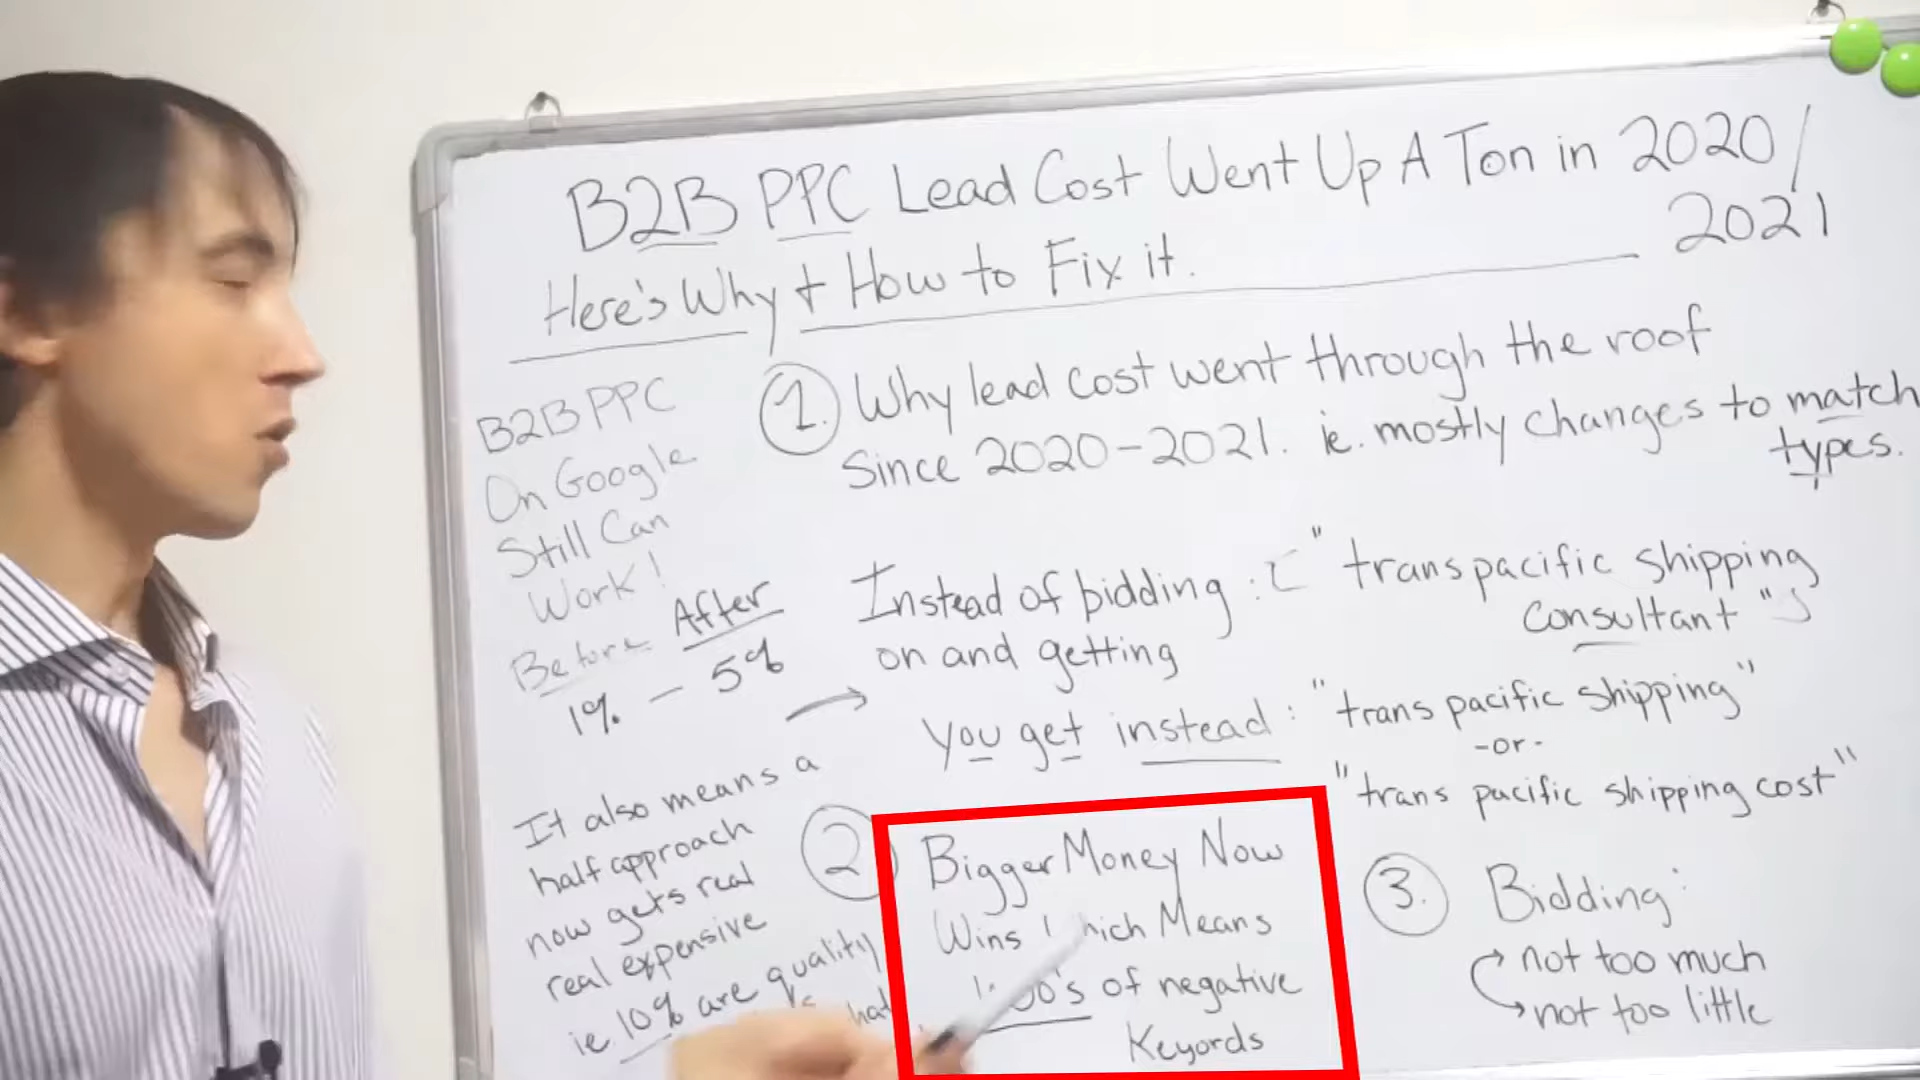 B2B PPC Lead Cost Went Up A Ton in 2020/
2021
Here's Why + How to Fix it.
B2B PPC
On Google
Still Can
Work!
Before After
1% — 5%
It also means a
half approach
now gets real
real expensive
ie. 10% are quality
1. Why lead cost went through the roof
Since 2020-2021. ie. mostly changes to match
types.
Instead of bidding : ["transpacific shipping
consultant"]
on and getting
You get instead: "trans pacific shipping"
-or-
"trans pacific shipping cost"
2 Bigger Money Now
Wins Means
of negative
Keyords
3. Bidding:
not too much
not too little